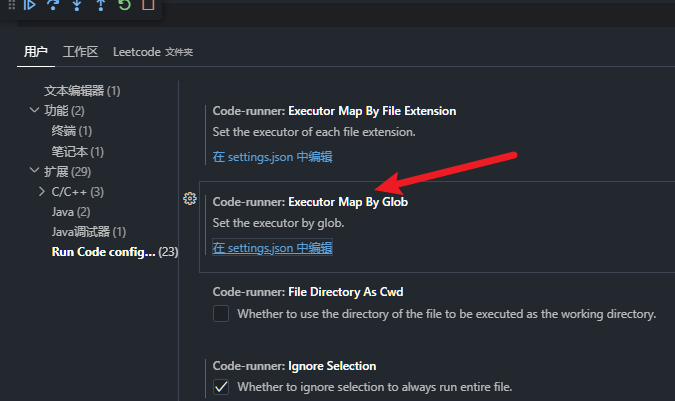 用户 工作区 Leetcode 文件夹
文本编辑器 (1)
功能 (2)
终端 (1)
笔记本 (1)
扩展 (29)
C/C++ (3)
Java (2)
Java调试器 (1)
Run Code config... (23)
Code-runner: Executor Map By File Extension
Set the executor of each file extension.
在 settings.json 中编辑
Code-runner: Executor Map By Glob
Set the executor by glob.
在 settings.json 中编辑
Code-runner: File Directory As Cwd
Whether to use the directory of the file to be executed as the working directory.
Code-runner: Ignore Selection
Whether to ignore selection to always run entire file.